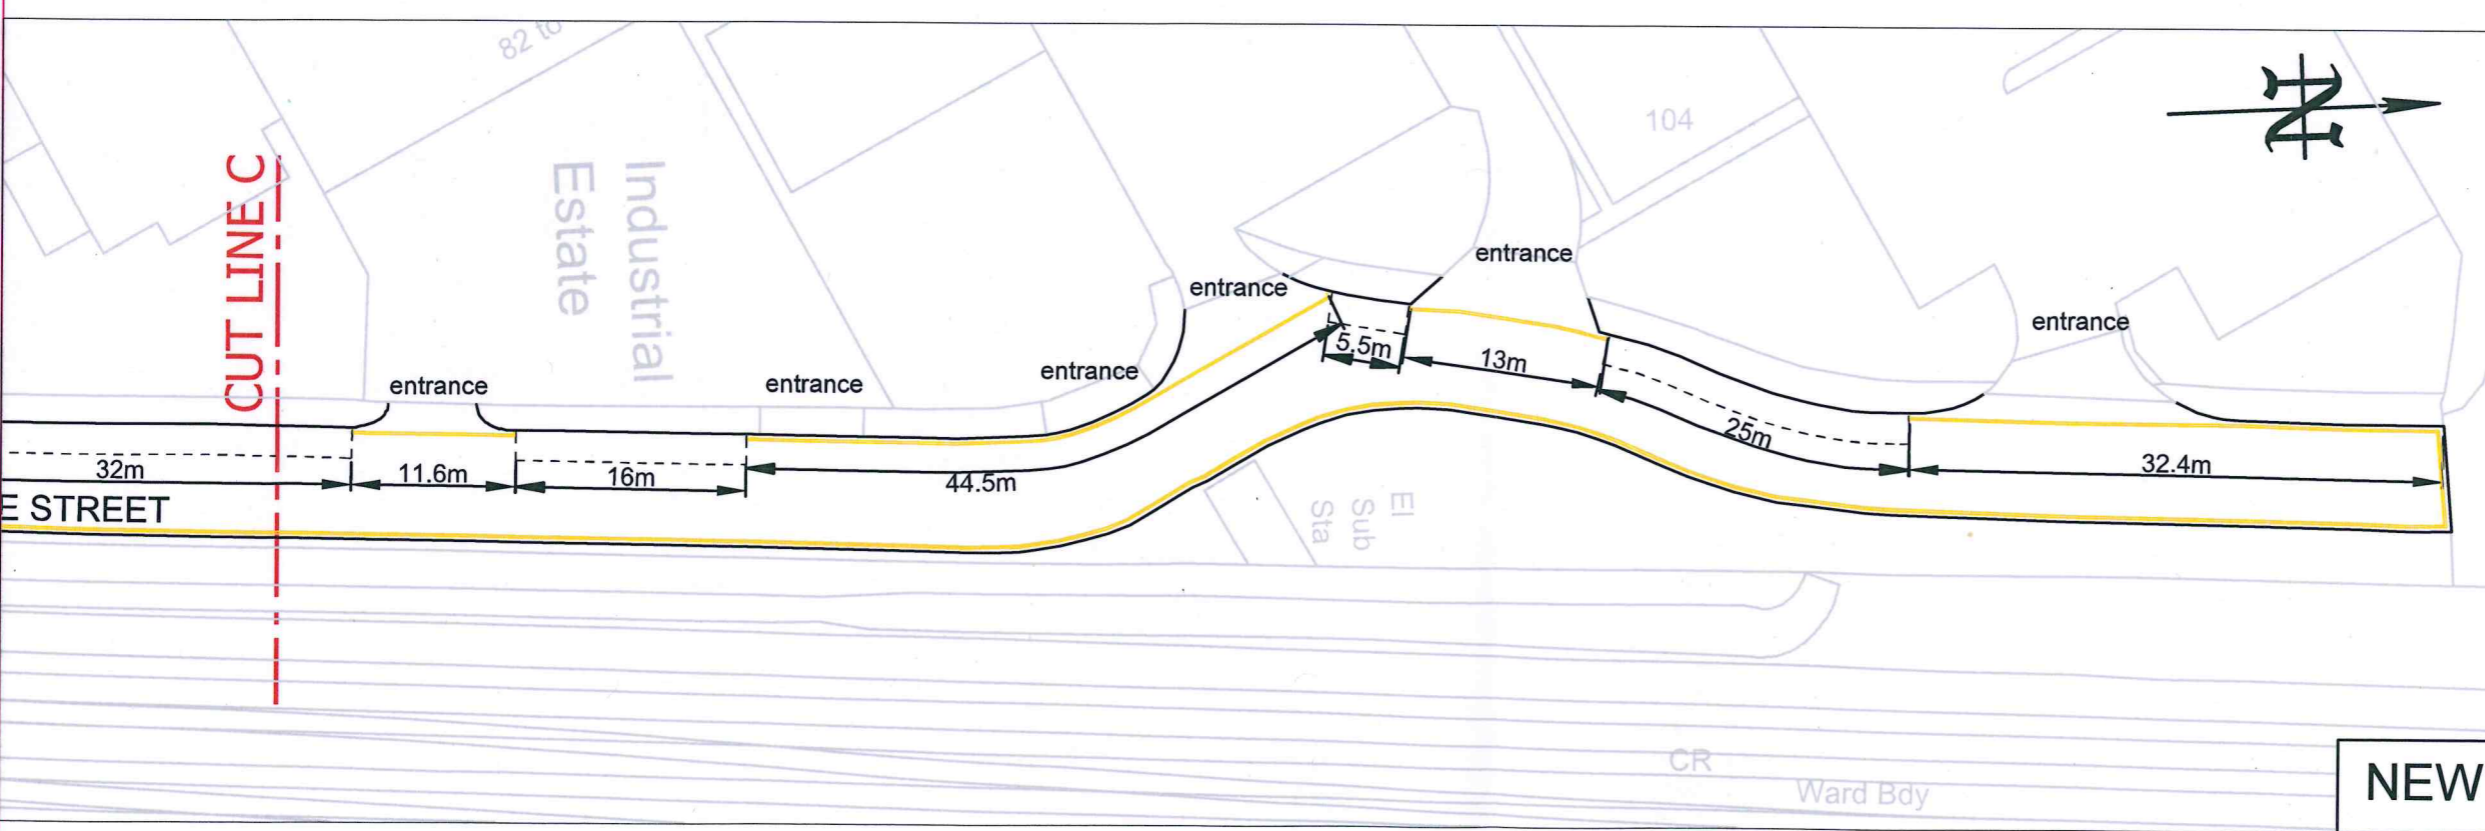 82 to
N
104
CUT LINE C
Industrial
Estate
entrance
entrance
entrance
entrance
entrance
entrance
5.5m
13m
25m
32m
11.6m
16m
44.5m
32.4m
E STREET
El
Sub
Sta
CR
Ward Bdy
NEW